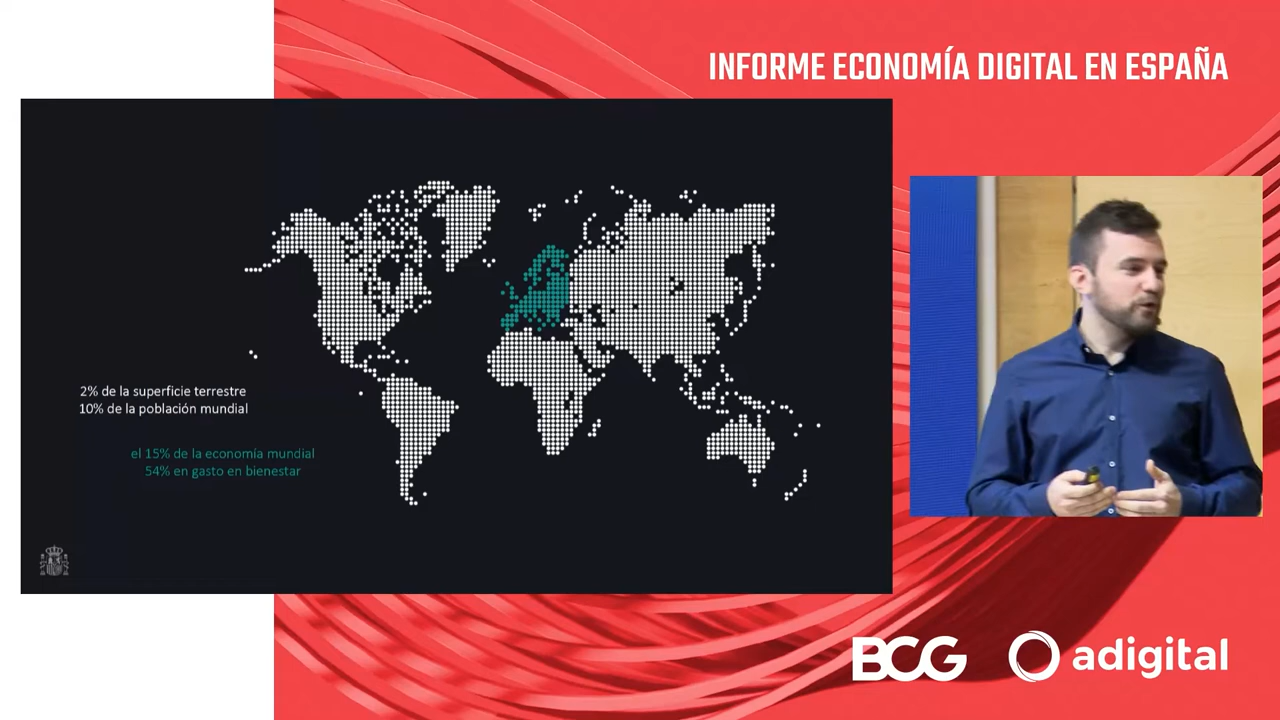 INFORME ECONOMÍA DIGITAL EN ESPAÑA
2% de la superficie terrestre
10% de la población mundial
el 15% de la economía mundial
54% en gasto en bienestar
BCG
adigital